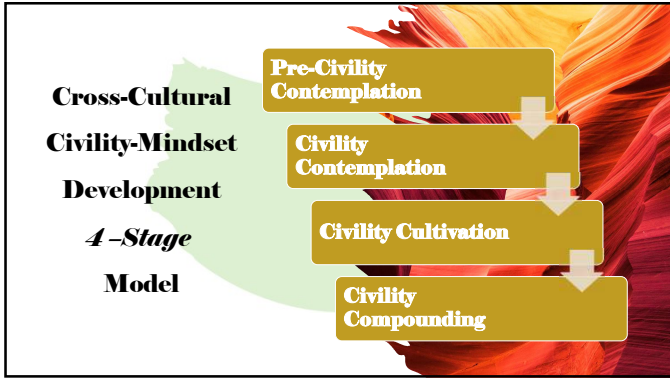 Cross-Cultural
Civility-Mindset
Development
4 –Stage
Model
Pre-Civility
Contemplation
Civility
Contemplation
Civility Cultivation
Civility
Compounding